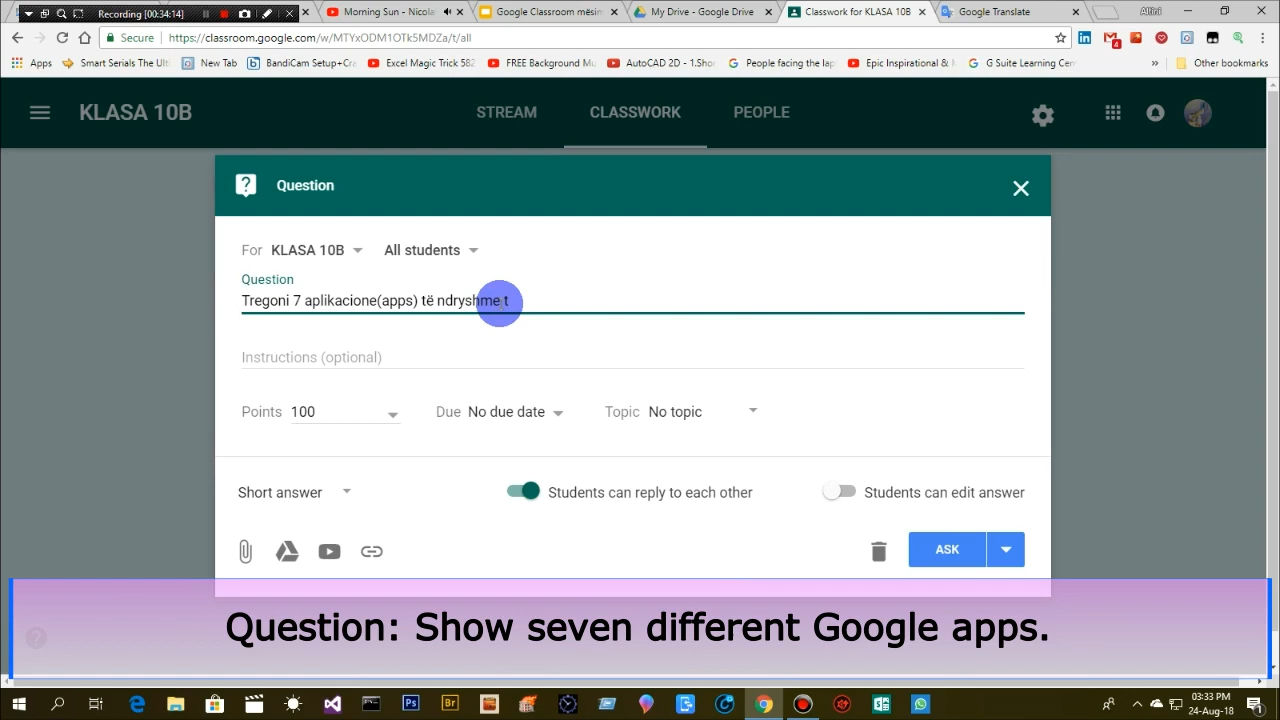 Recording [00:34:14]
Morning Sun - Nicola
Google Classroom mësim
My Drive - Google Drive
Classwork for KLASA 10B
Google Translate
Secure https://classroom.google.com/w/MTYxODM1OTk5MDZa/t/all
4
Apps Smart Serials The Ult New Tab BandiCam Setup+Cra Excel Magic Trick 582 FREE Background Mu AutoCAD 2D - 1.Shor People facing the lap Epic Inspirational & G Suite Learning Cen » Other bookmarks
KLASA 10B STREAM CLASSWORK PEOPLE
? Question
For KLASA 10B All students
Question
Tregoni 7 aplikacione(apps) të ndryshme t
Instructions (optional)
Points 100 Due No due date Topic No topic
Short answer Students can reply to each other Students can edit answer
ASK
Question: Show seven different Google apps.
Ps Br 03:33 PM
24-Aug-18 1